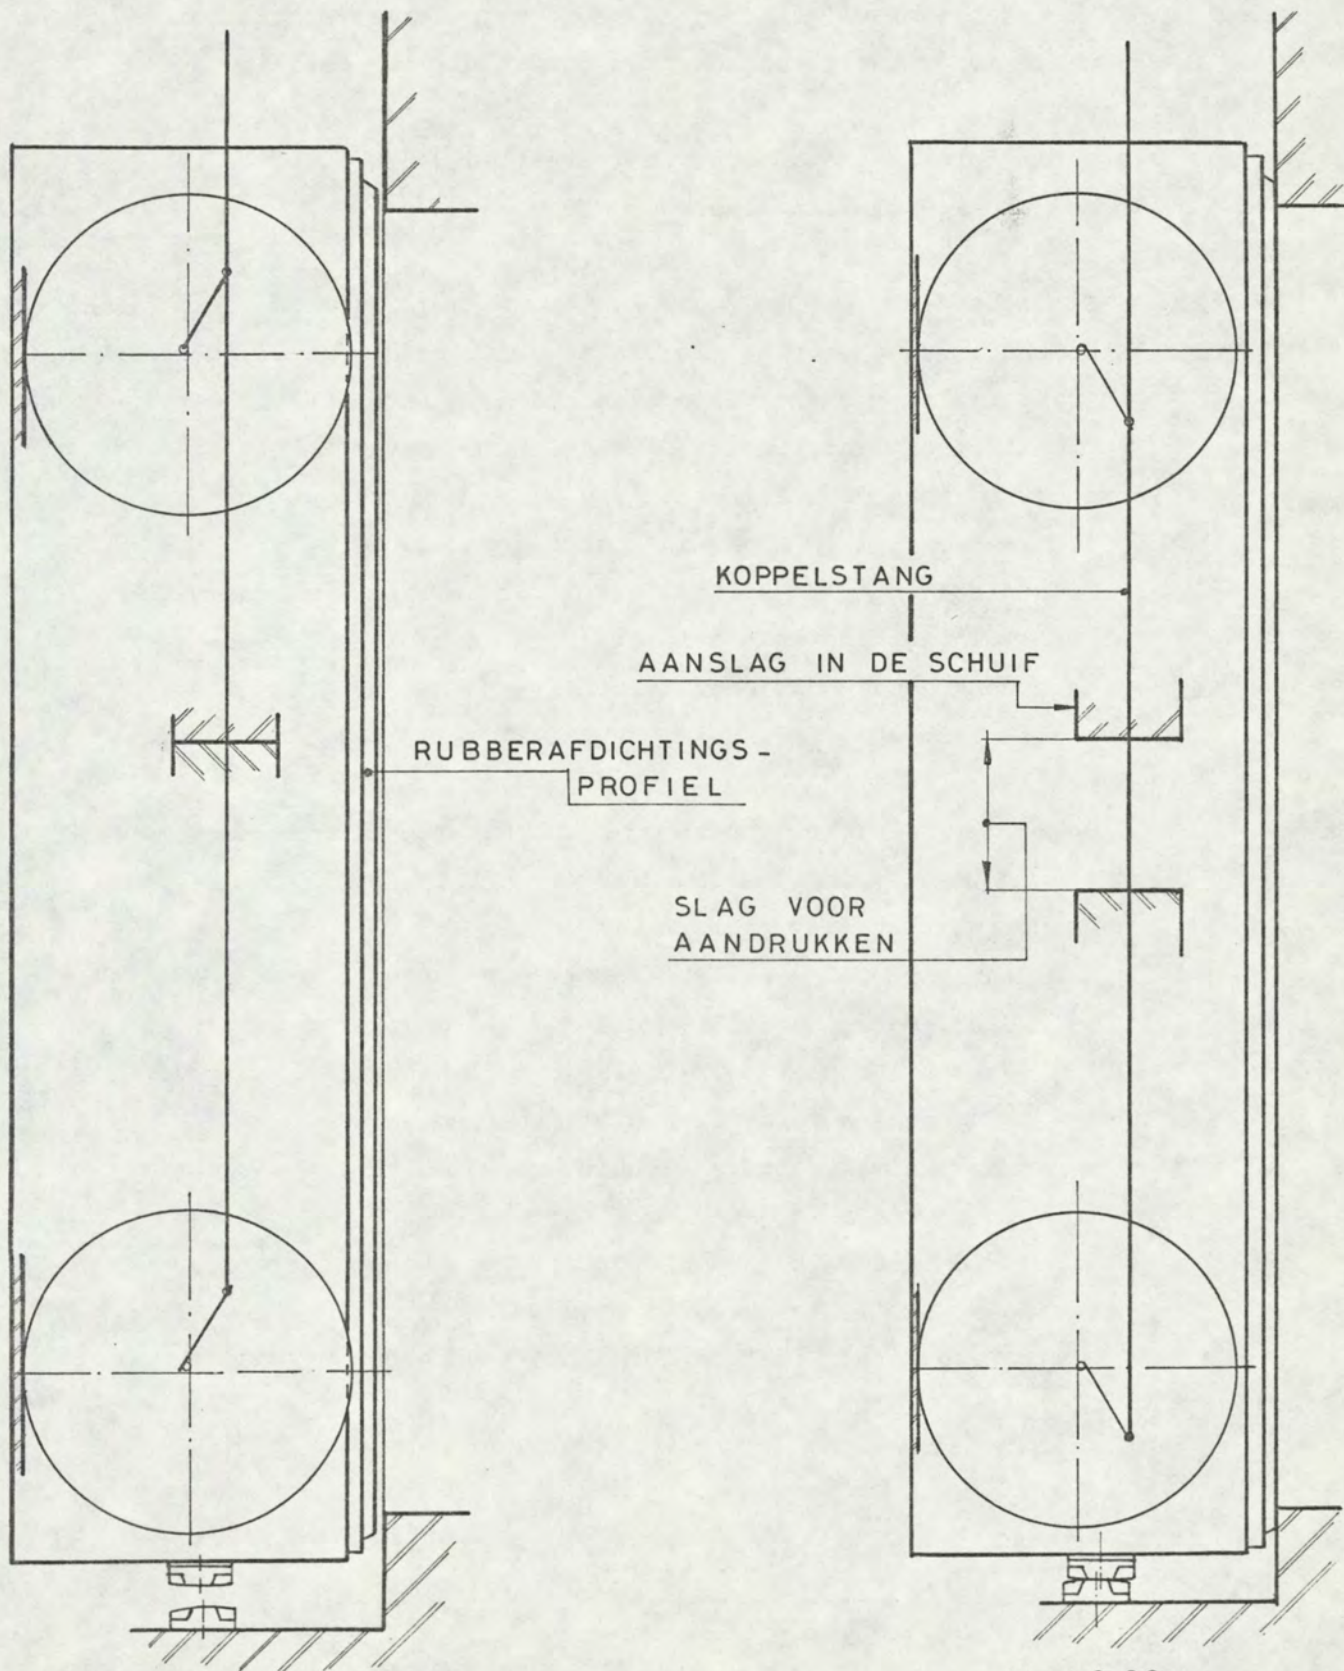 KOPPELSTANG
AANSLAG IN DE SCHUIF
RUBBERAFDICHTINGS-
PROFIEL
SLAG VOOR
AANDRUKKEN